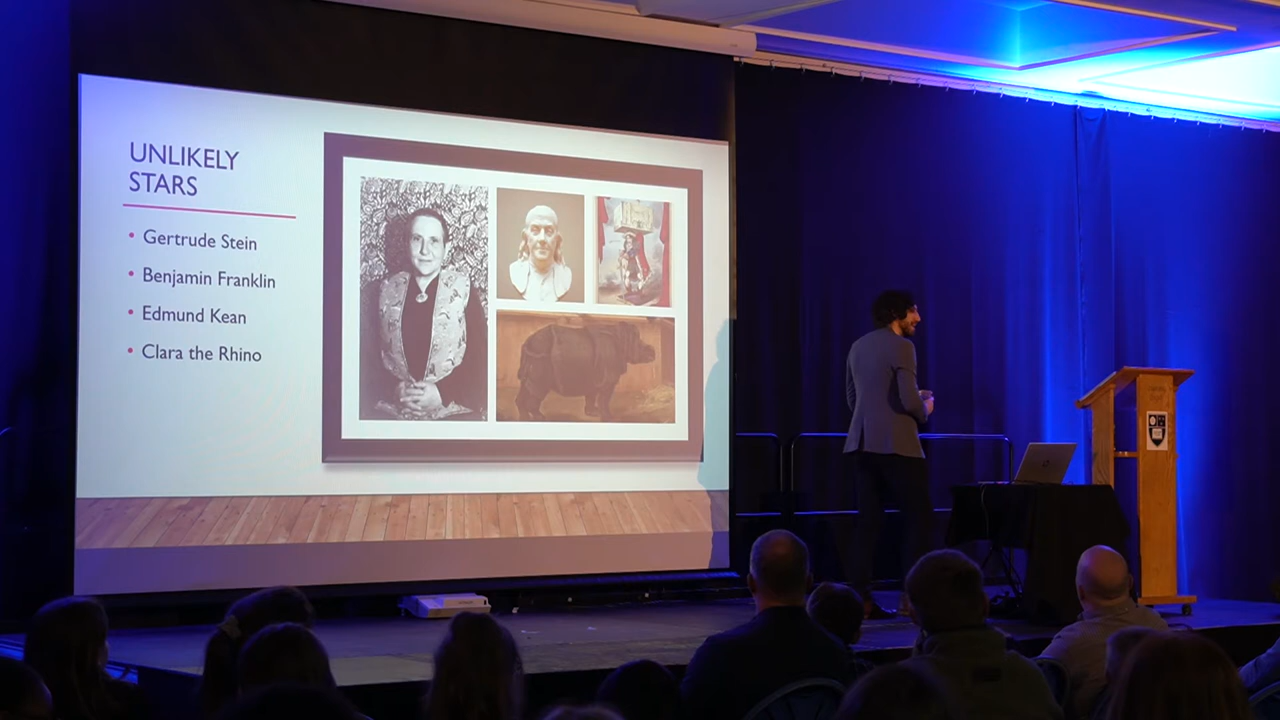 UNLIKELY
STARS
Gertrude Stein
Benjamin Franklin
Edmund Kean
Clara the Rhino